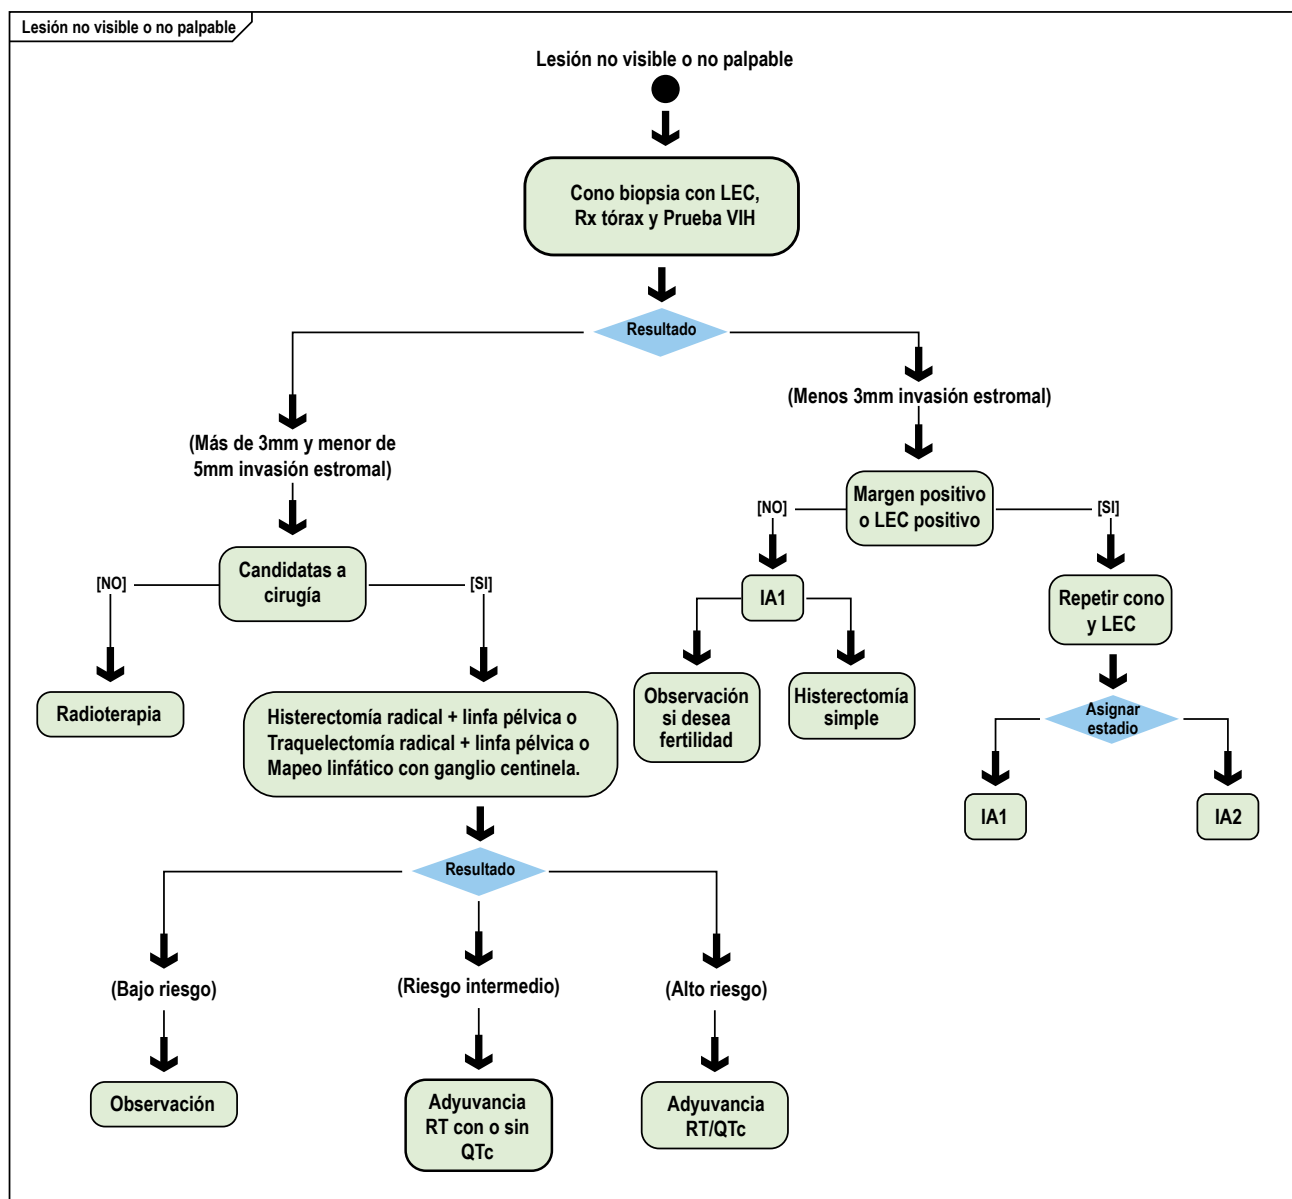 Lesión no visible o no palpable
Lesión no visible o no palpable
Cono biopsia con LEC,
Rx tórax y Prueba VIH
Resultado
(Más de 3mm y menor de
5mm invasión estromal)
(Menos 3mm invasión estromal)
Candidatas a
cirugía
[NO]
[SI]
Radioterapia
Histerectomía radical + linfa pélvica o
Traquelectomía radical + linfa pélvica o
Mapeo linfático con ganglio centinela.
Resultado
(Bajo riesgo)
(Riesgo intermedio)
(Alto riesgo)
Observación
Adyuvancia
RT con o sin
QTc
Adyuvancia
RT/QTc
Margen positivo
o LEC positivo
[NO]
[SI]
IA1
Observación
si desea
fertilidad
Histerectomía
simple
Repetir cono
y LEC
Asignar
estadio
IA1
IA2